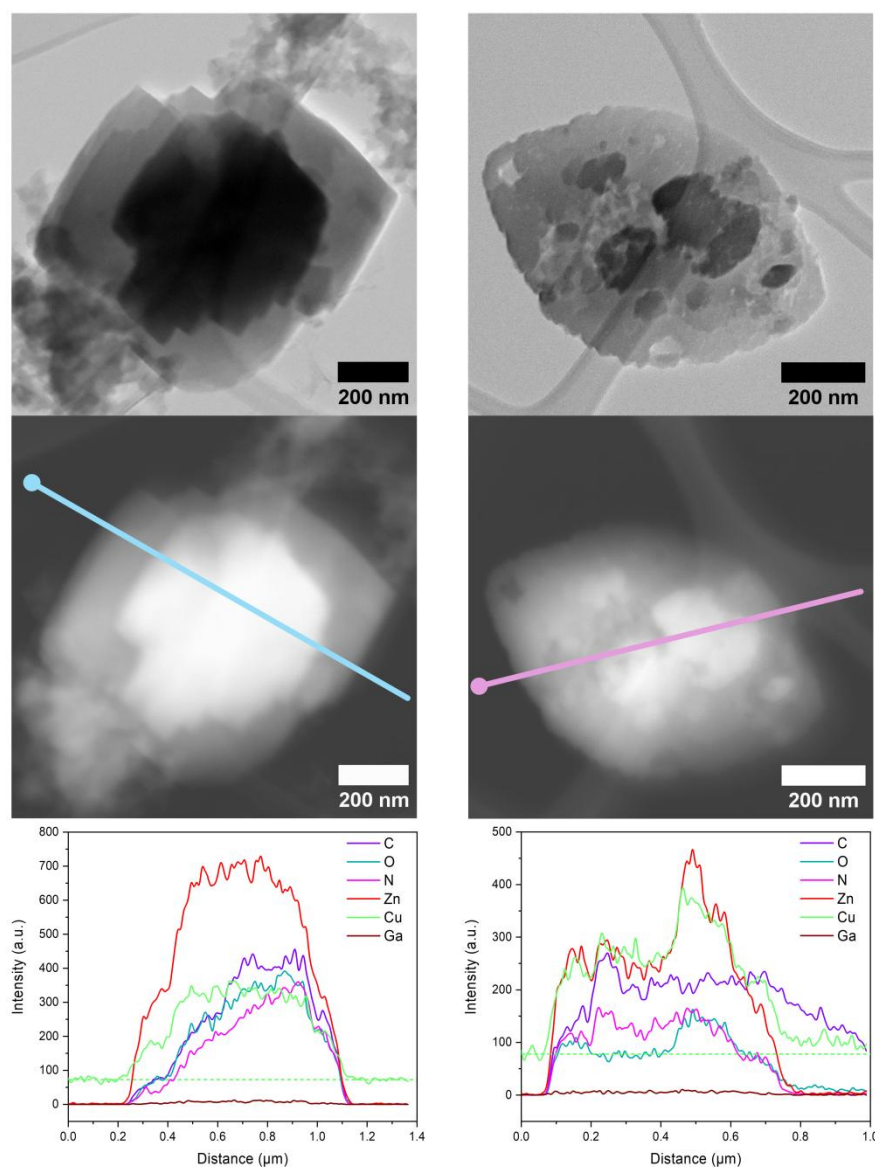 200 nm
200 nm
200 nm
200 nm
800
700
600
500
400
300
200
100
0
Intensity (a.u.)
C
O
N
Zn
Cu
Ga
0.0 0.2 0.4 0.6 0.8 1.0 1.2 1.4
Distance (µm)
500
400
300
200
100
0
Intensity (a.u.)
C
O
N
Zn
Cu
Ga
0.0 0.2 0.4 0.6 0.8 1.0
Distance (µm)